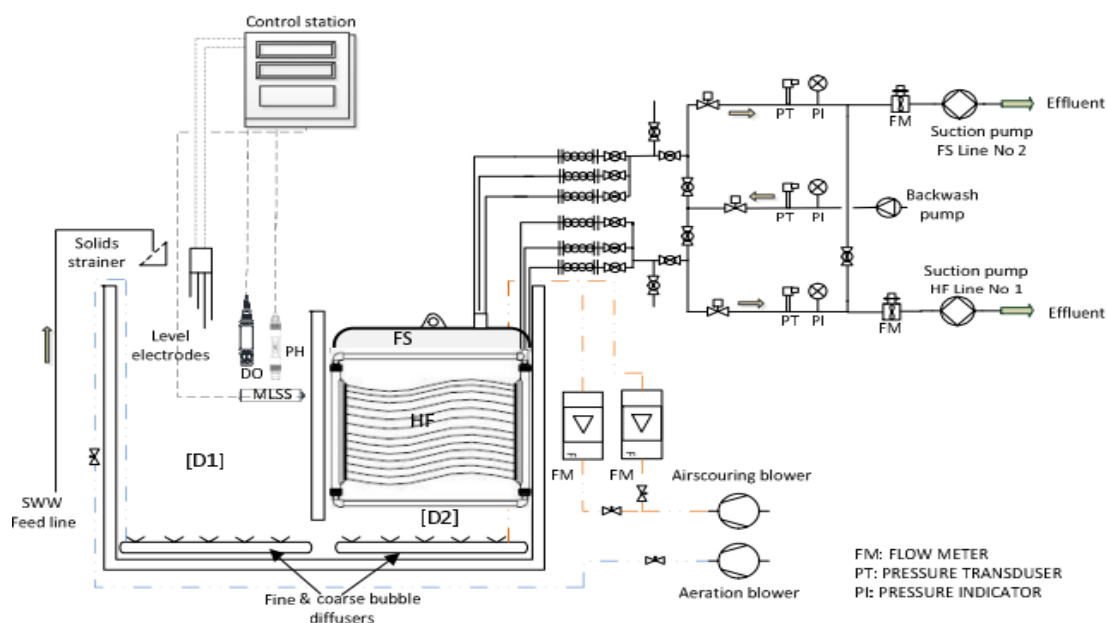 Control station
PT
PI
FM
Effluent
Suction pump
FS Line No 2
Backwash
pump
PT
PI
Solids
strainer
Suction pump
HF Line No 1
Level
electrodes
DO
PH
MLSS
FS
HF
PT
PI
FM
Effluent
[D1]
[D2]
F
F
FM
FM
Airscouring blower
SWW
Feed line
Fine & coarse bubble
diffusers
Aeration blower
FM: FLOW METER
PT: PRESSURE TRANSDUSER
PI: PRESSURE INDICATOR